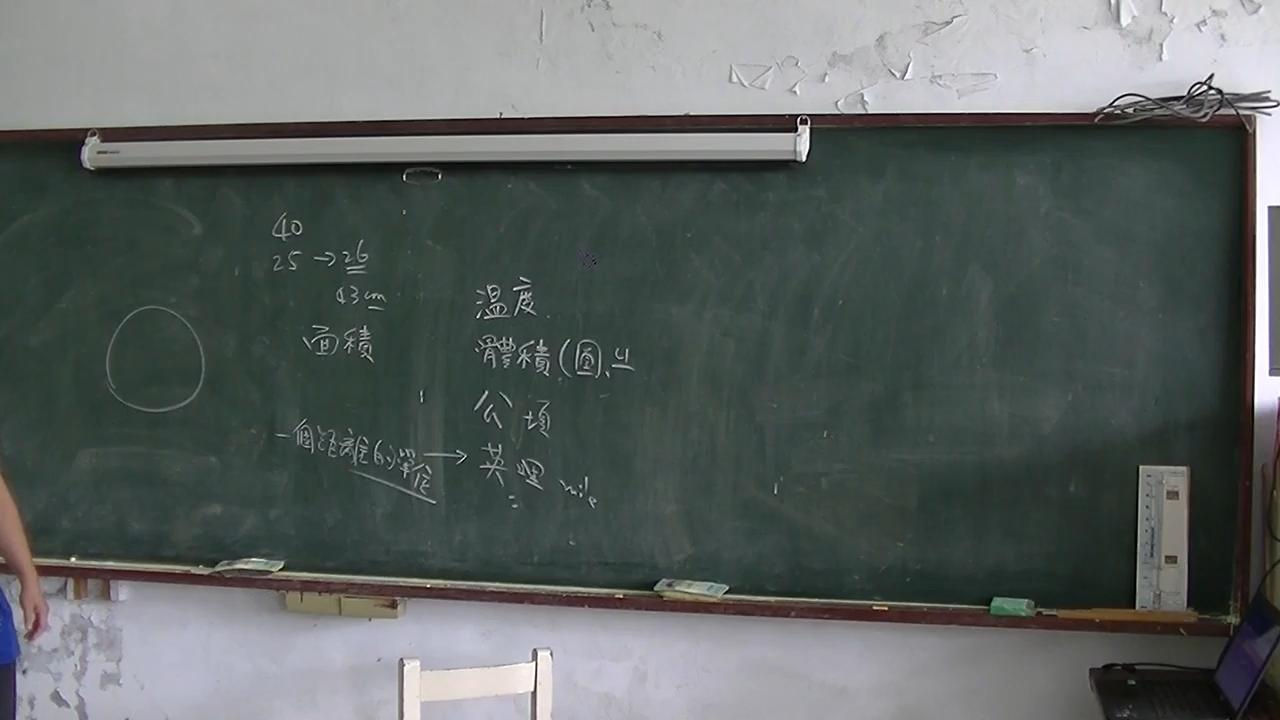 40
25 → 26
43 cm
面積
一個距離的單位 →
溫度
體積(圓、
公頃
英哩 mile